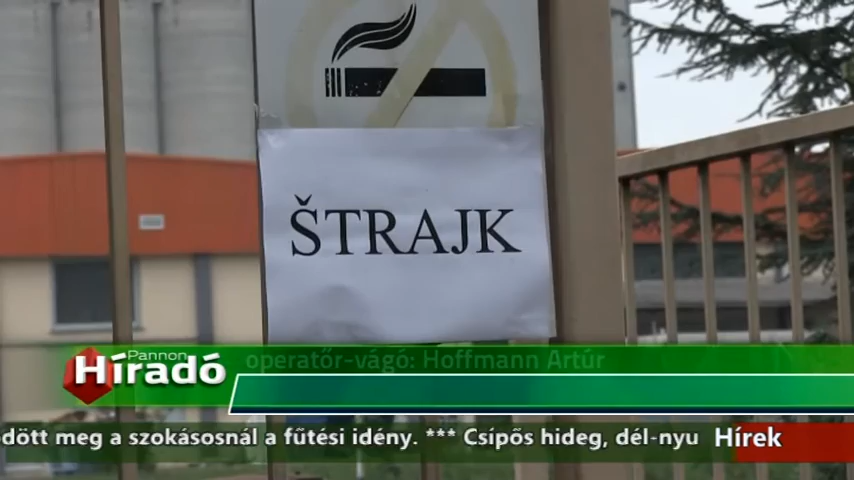 ŠTRAJK
Pannon
Híradó
operatőr-vágó: Hoffmann Artúr
dött meg a szokásosnál a fűtési idény. *** Csípős hideg, dél-nyu
Hírek